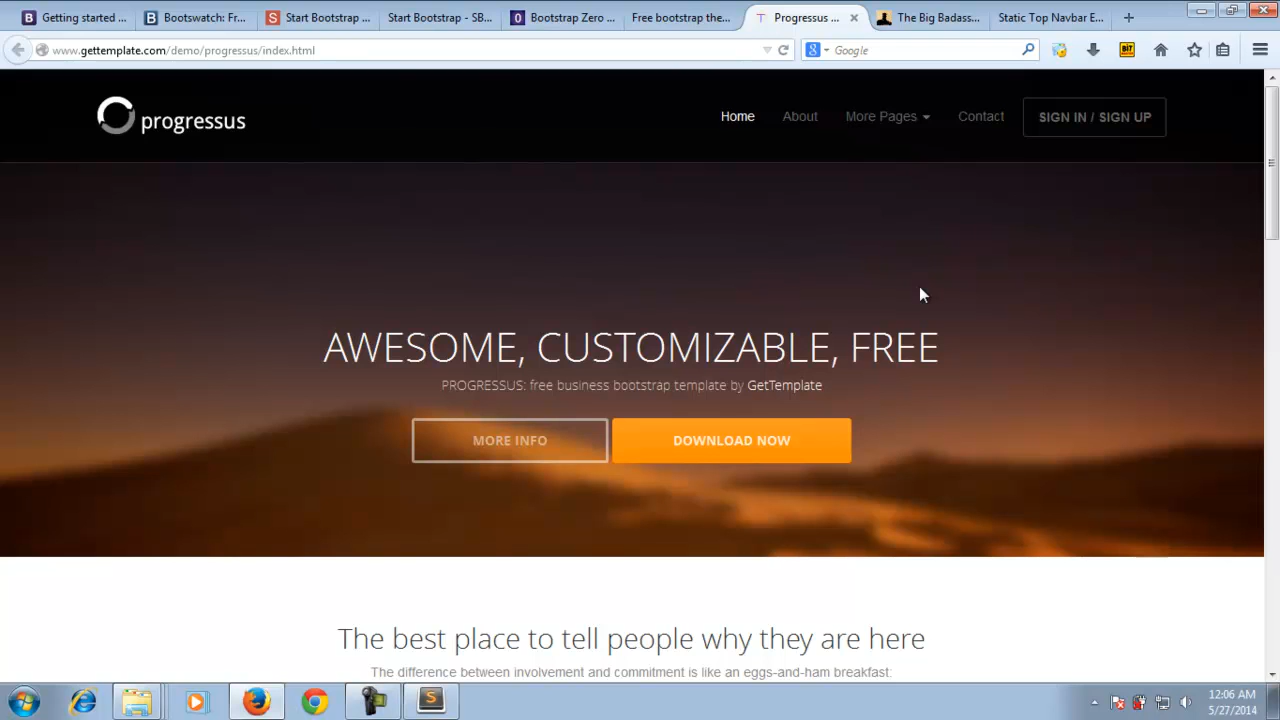 Getting started ...
Bootswatch: Fr...
Start Bootstrap ...
Start Bootstrap - SB...
Bootstrap Zero ...
Free bootstrap the...
Progressus ...
The Big Badass...
Static Top Navbar E...
www.gettemplate.com/demo/progressus/index.html
Google
progressus
Home
About
More Pages
Contact
SIGN IN / SIGN UP
AWESOME, CUSTOMIZABLE, FREE
PROGRESSUS: free business bootstrap template by GetTemplate
MORE INFO
DOWNLOAD NOW
The best place to tell people why they are here
The difference between involvement and commitment is like an eggs-and-ham breakfast:
12:06 AM
5/27/2014